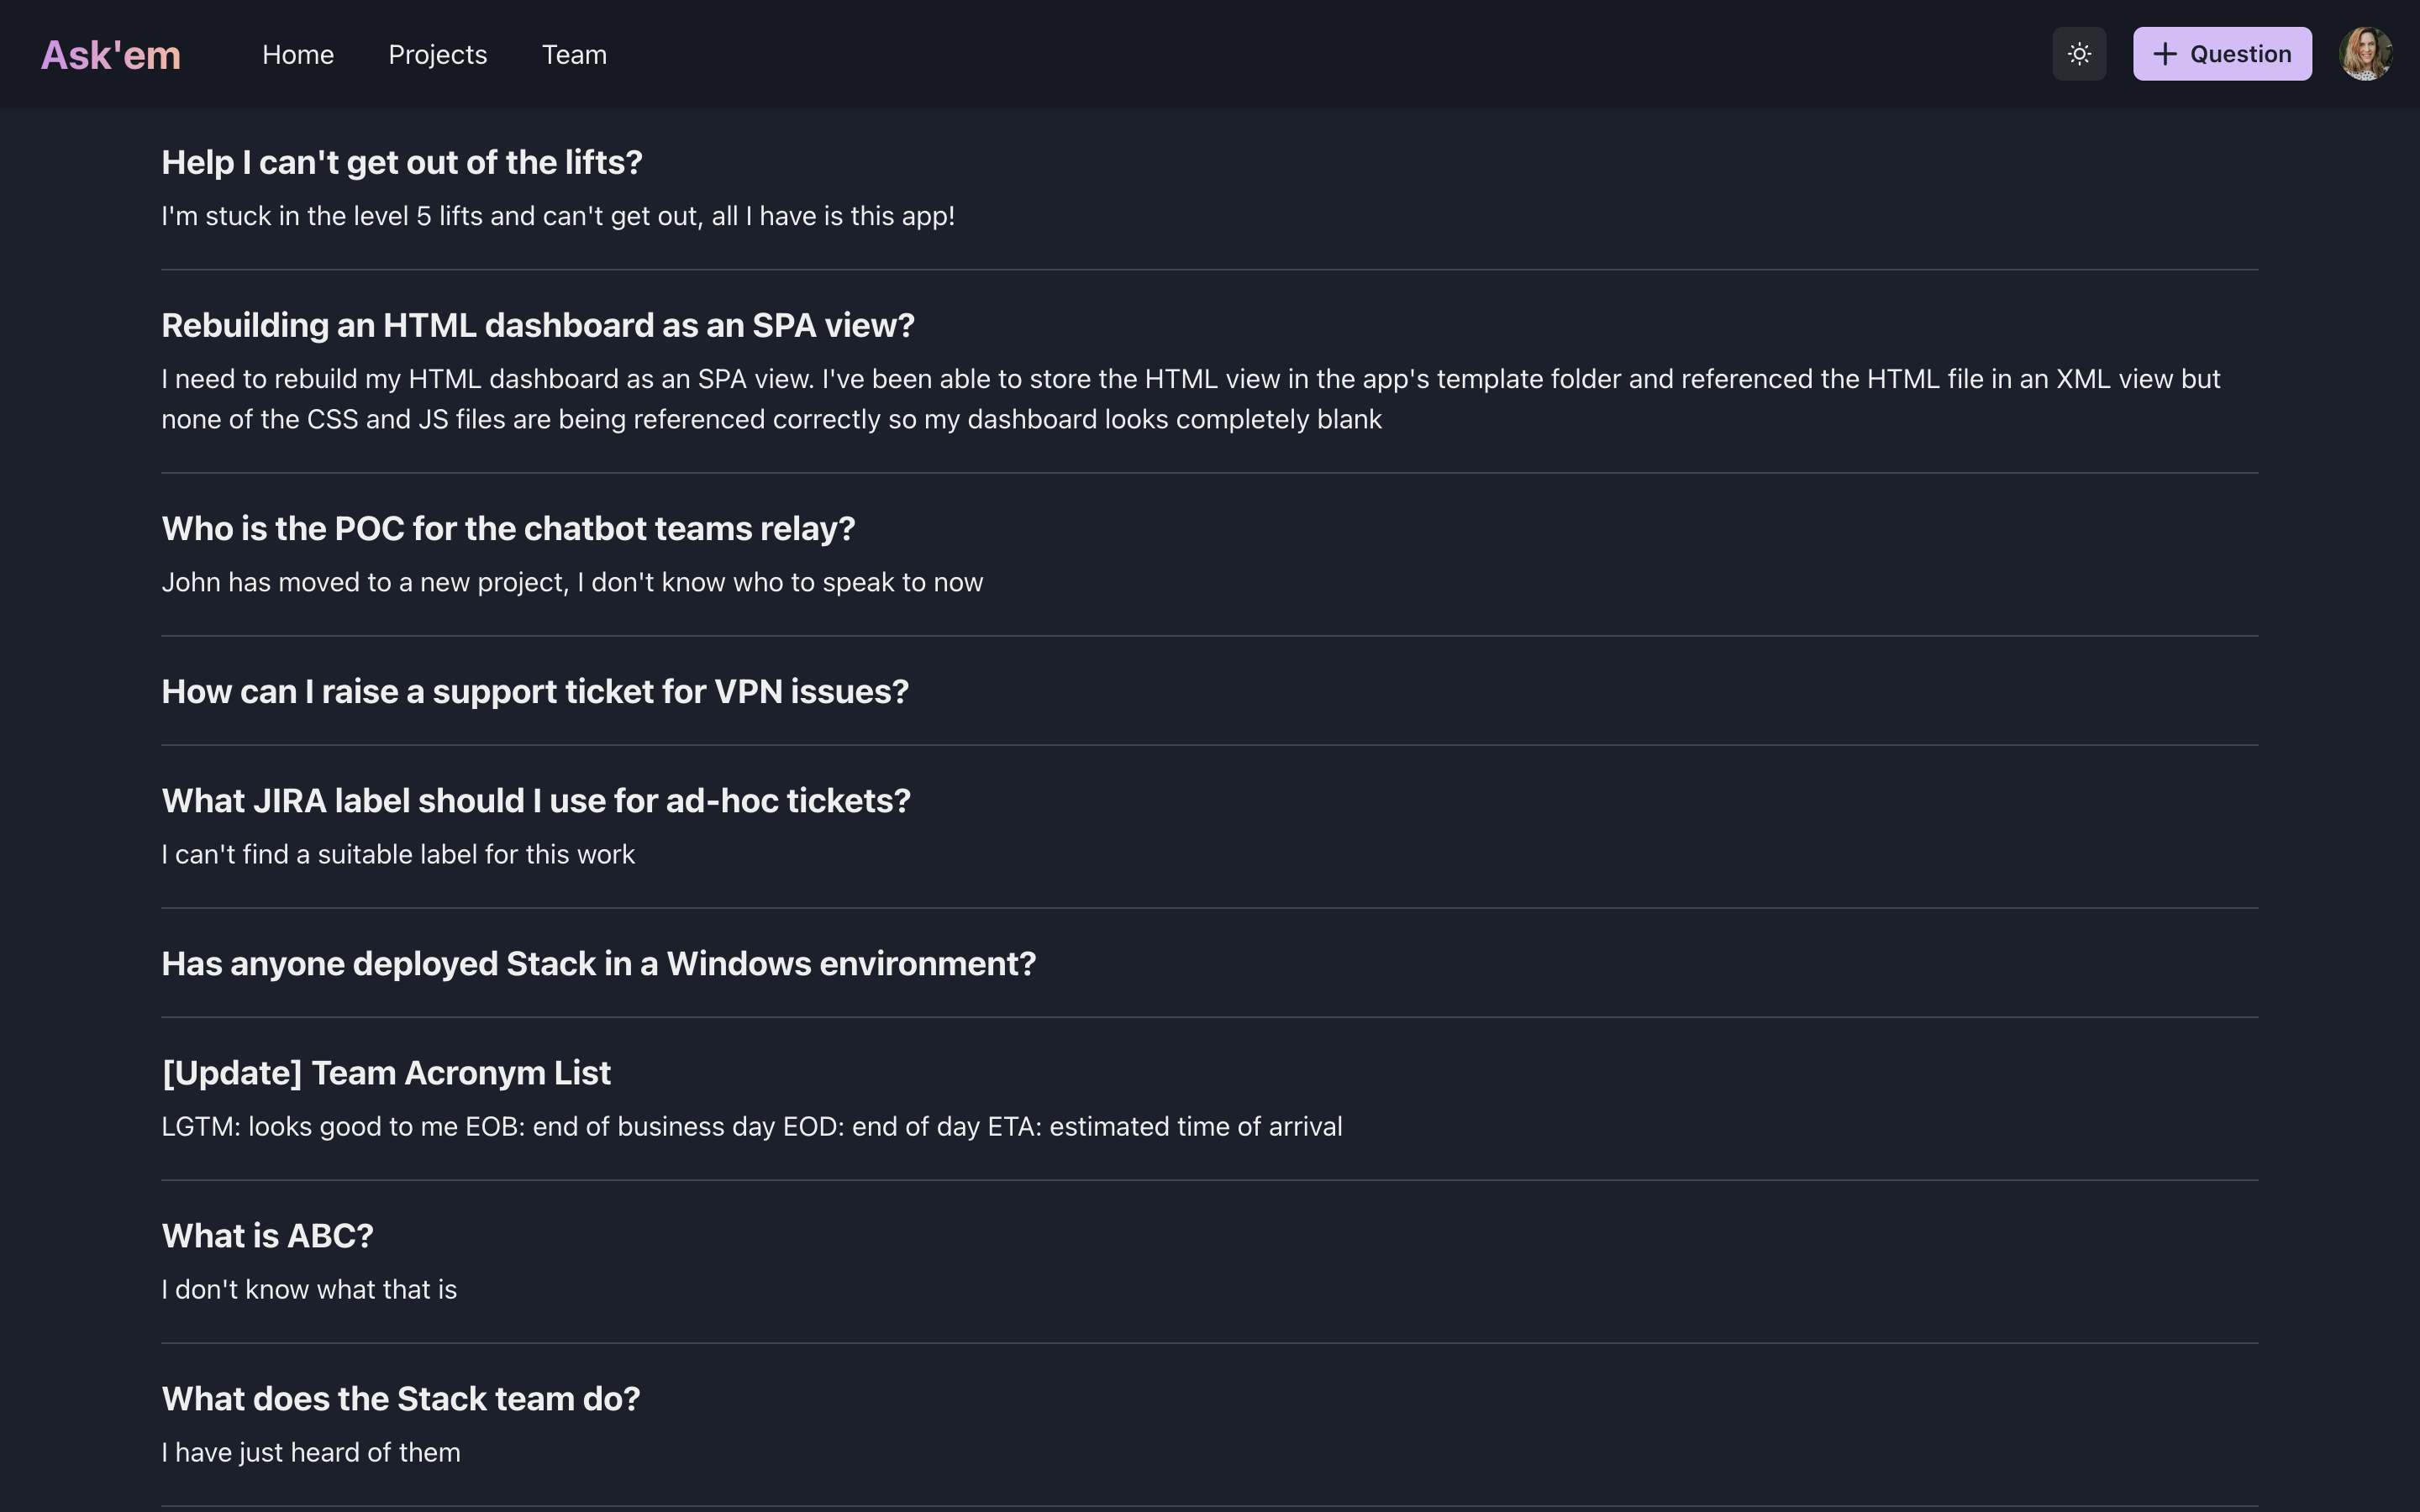 Ask'em
Home
Projects
Team
Question
Help I can't get out of the lifts?
I'm stuck in the level 5 lifts and can't get out, all I have is this app!
Rebuilding an HTML dashboard as an SPA view?
I need to rebuild my HTML dashboard as an SPA view. I've been able to store the HTML view in the app's template folder and referenced the HTML file in an XML view but
none of the CSS and JS files are being referenced correctly so my dashboard looks completely blank
Who is the POC for the chatbot teams relay?
John has moved to a new project, I don't know who to speak to now
How can I raise a support ticket for VPN issues?
What JIRA label should I use for ad-hoc tickets?
I can't find a suitable label for this work
Has anyone deployed Stack in a Windows environment?
[Update] Team Acronym List
LGTM: looks good to me EOB: end of business day EOD: end of day ETA: estimated time of arrival
What is ABC?
I don't know what that is
What does the Stack team do?
I have just heard of them